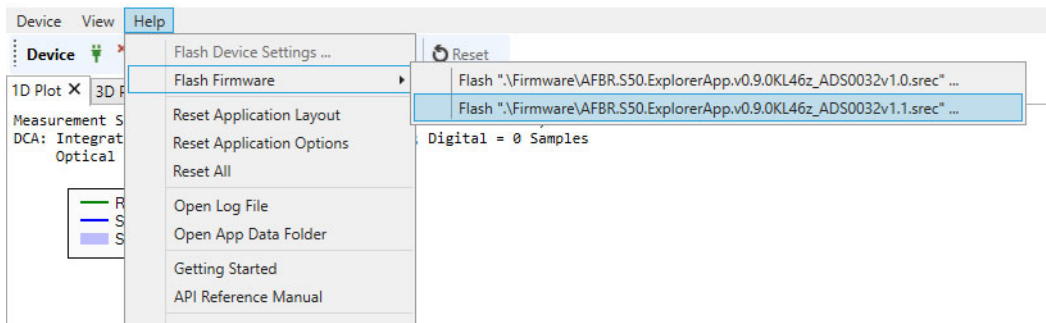 Device View Help
Device Flash Device Settings ... Reset
Flash Firmware Flash ".\Firmware\AFBR.S50.ExplorerApp.v0.9.0KL46z_ADS0032v1.0.srec" ...
1D Plot 3D
Reset Application Layout Flash ".\Firmware\AFBR.S50.ExplorerApp.v0.9.0KL46z_ADS0032v1.1.srec" ...
Measurement S
DCA: Integrat Reset Application Options Digital = 0 Samples
Optical
Reset All
R
Open Log File
S
S
Open App Data Folder
Getting Started
API Reference Manual